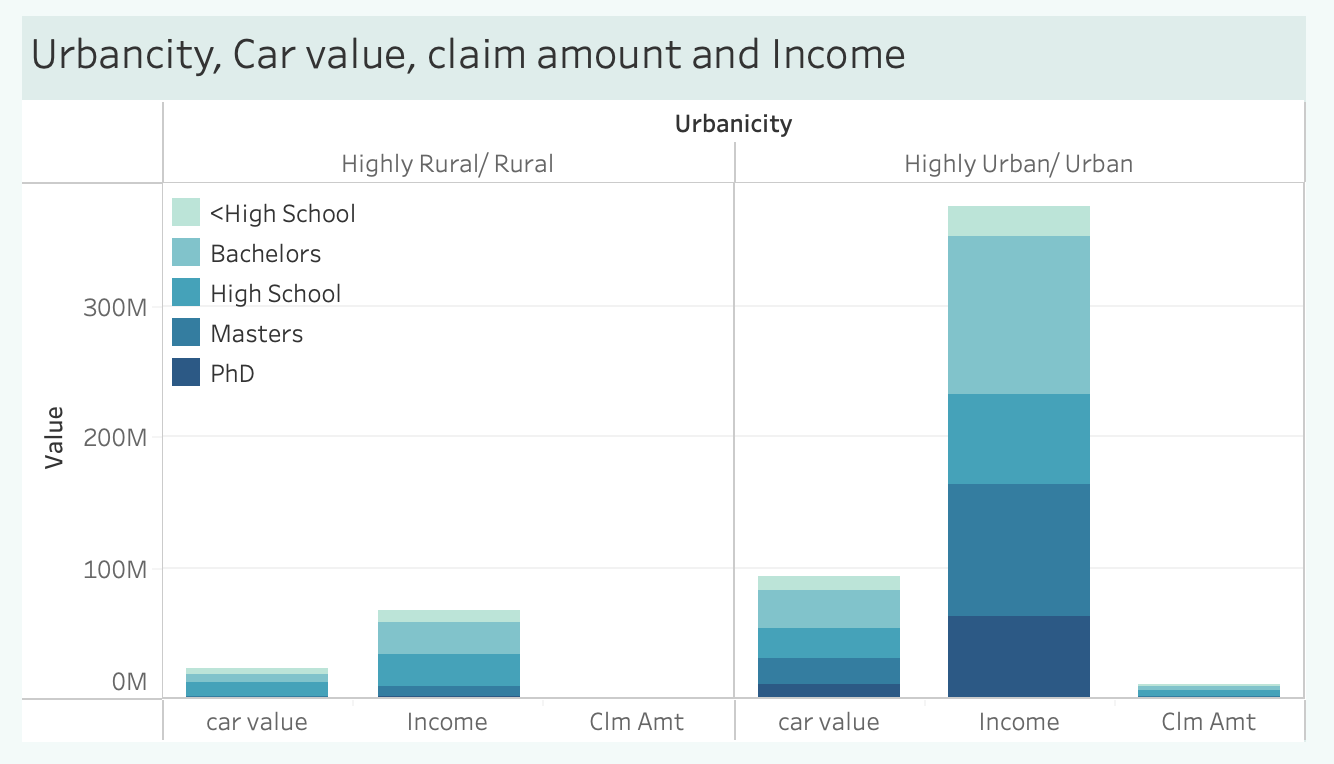 Urbancity, Car value, claim amount and Income
Urbanicity
Highly Rural/ Rural
Highly Urban/ Urban
<High School
Bachelors
High School
Masters
PhD
300M
200M
100M
0M
Value
car value
Income
Clm Amt
car value
Income
Clm Amt